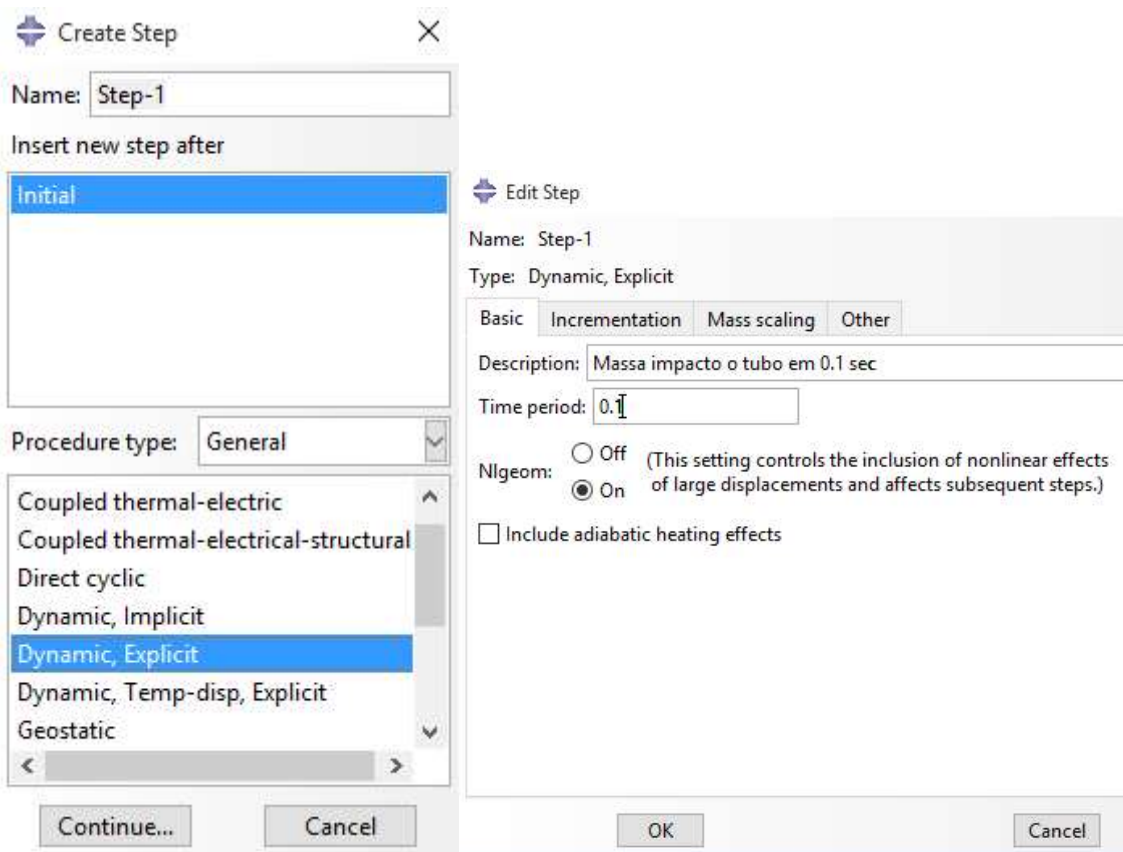 Create Step
Name: Step-1
Insert new step after
Initial
Procedure type: General
Coupled thermal-electric
Coupled thermal-electrical-structural
Direct cyclic
Dynamic, Implicit
Dynamic, Explicit
Dynamic, Temp-disp, Explicit
Geostatic
Continue... Cancel
Edit Step
Name: Step-1
Type: Dynamic, Explicit
Basic Incrementation Mass scaling Other
Description: Massa impacto o tubo em 0.1 sec
Time period: 0.1
Nlgeom: Off On (This setting controls the inclusion of nonlinear effects
of large displacements and affects subsequent steps.)
Include adiabatic heating effects
OK Cancel